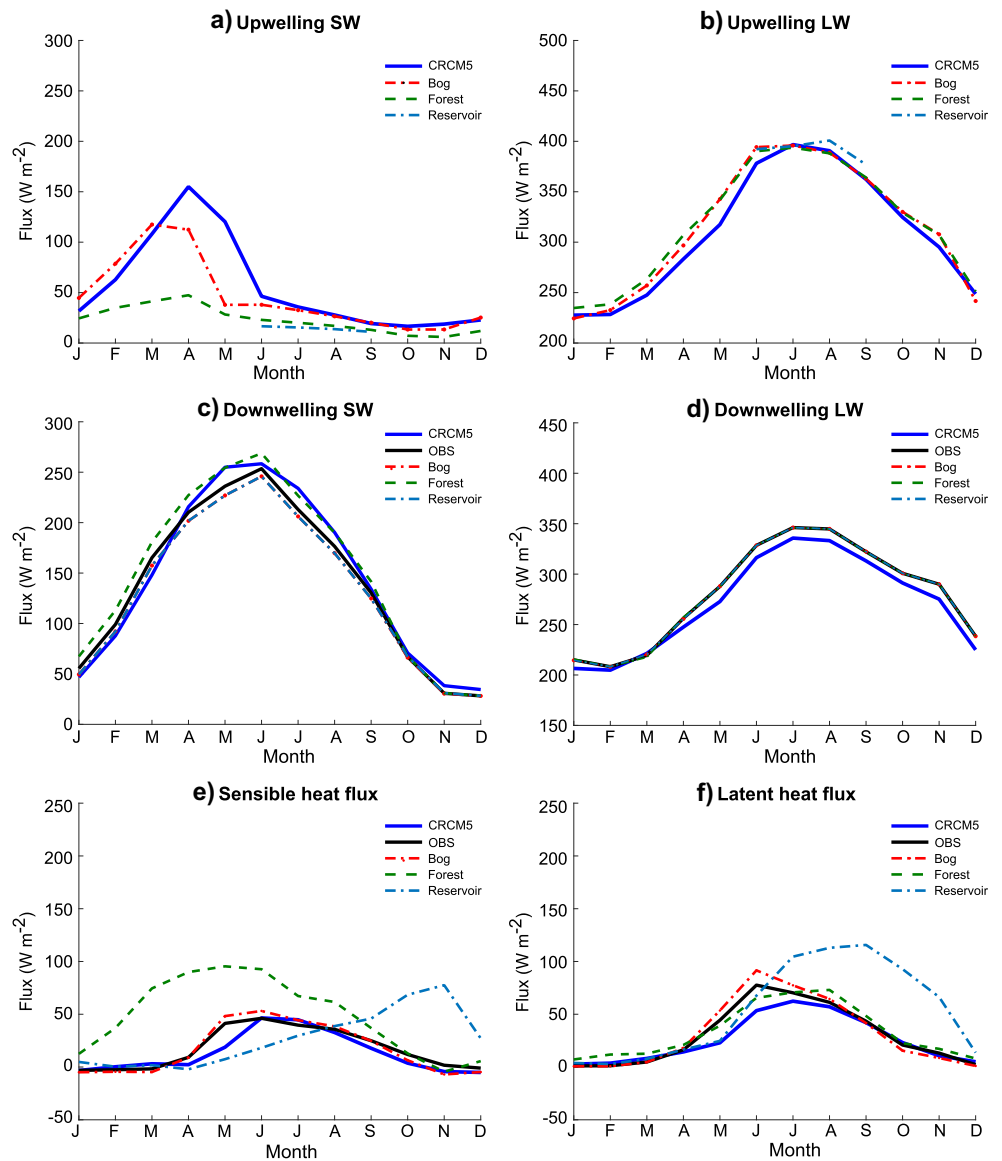 a) Upwelling SW
300
250
200
150
100
50
0
Flux (W m-2)
J F M A M J J A S O N D
Month
CRCM5
Bog
Forest
Reservoir
b) Upwelling LW
500
450
400
350
300
250
200
Flux (W m-2)
J F M A M J J A S O N D
Month
CRCM5
Bog
Forest
Reservoir
c) Downwelling SW
300
250
200
150
100
50
0
Flux (W m-2)
J F M A M J J A S O N D
Month
CRCM5
OBS
Bog
Forest
Reservoir
d) Downwelling LW
450
400
350
300
250
200
150
Flux (W m-2)
J F M A M J J A S O N D
Month
CRCM5
OBS
Bog
Forest
Reservoir
e) Sensible heat flux
250
200
150
100
50
0
-50
Flux (W m-2)
J F M A M J J A S O N D
Month
CRCM5
OBS
Bog
Forest
Reservoir
f) Latent heat flux
250
200
150
100
50
0
-50
Flux (W m-2)
J F M A M J J A S O N D
Month
CRCM5
OBS
Bog
Forest
Reservoir